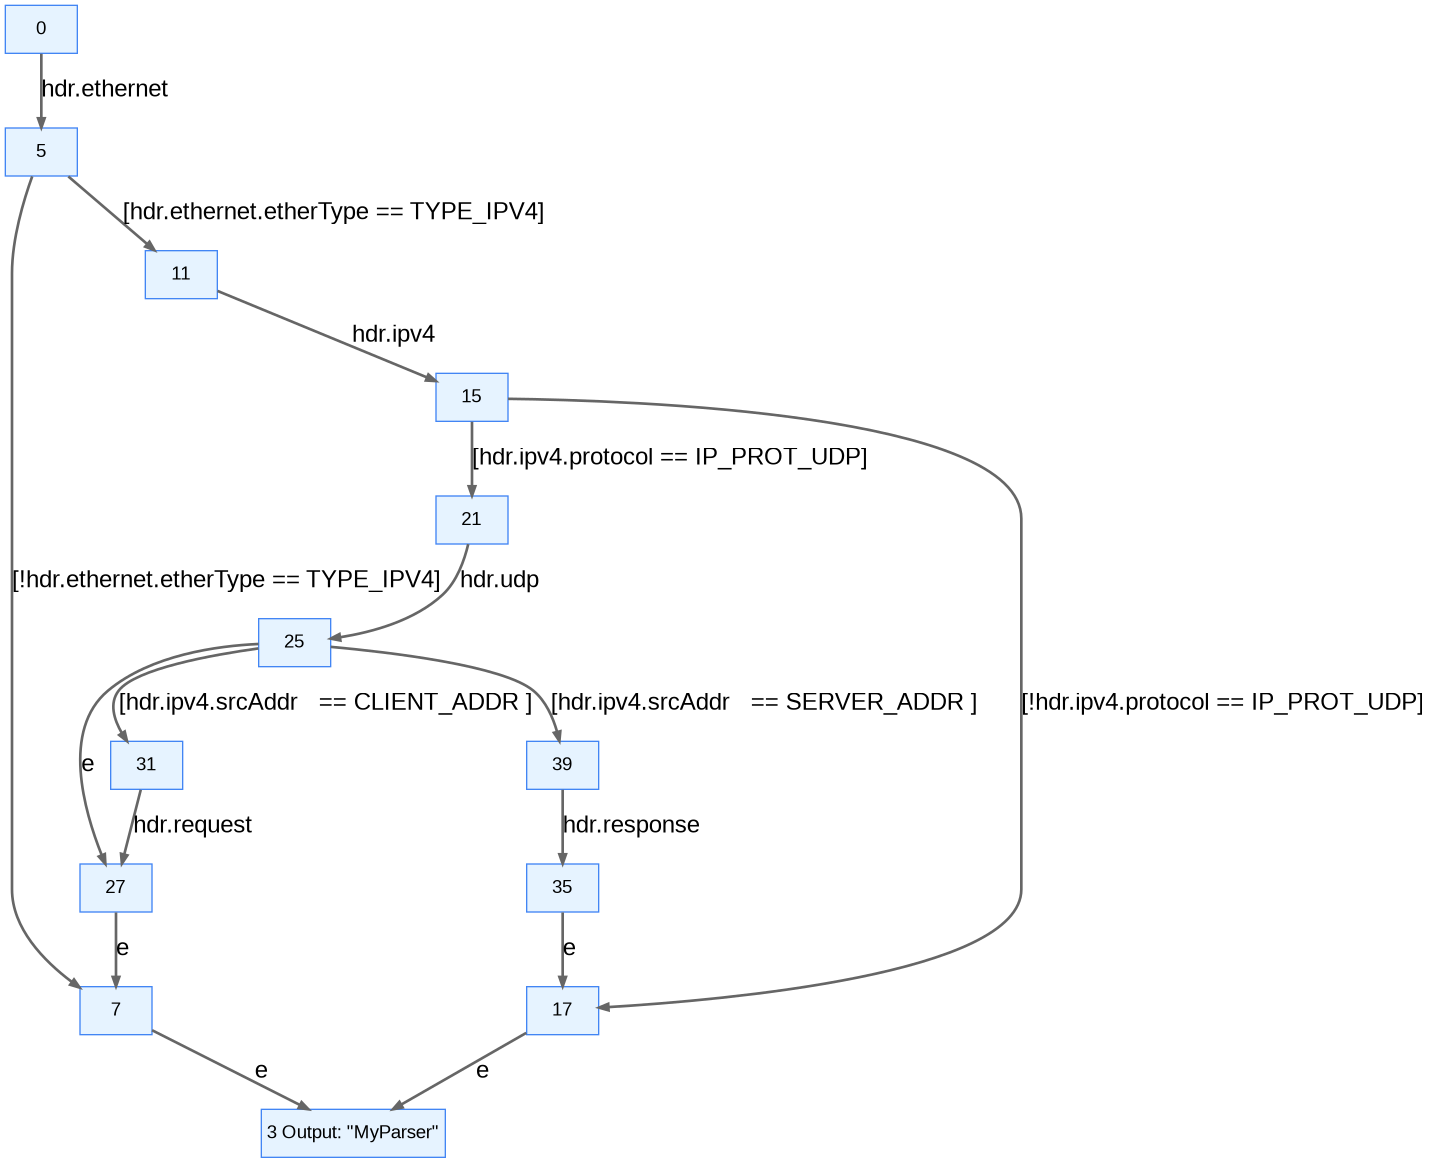 0
hdr.ethernet
5
[hdr.ethernet.etherType == TYPE_IPV4]
11
hdr.ipv4
15
[hdr.ipv4.protocol == IP_PROT_UDP]
21
[!hdr.ethernet.etherType == TYPE_IPV4]
hdr.udp
25
[hdr.ipv4.srcAddr   == CLIENT_ADDR ]
[hdr.ipv4.srcAddr   == SERVER_ADDR ]
[!hdr.ipv4.protocol == IP_PROT_UDP]
e
31
39
hdr.request
hdr.response
27
35
e
e
7
17
e
e
3 Output: "MyParser"